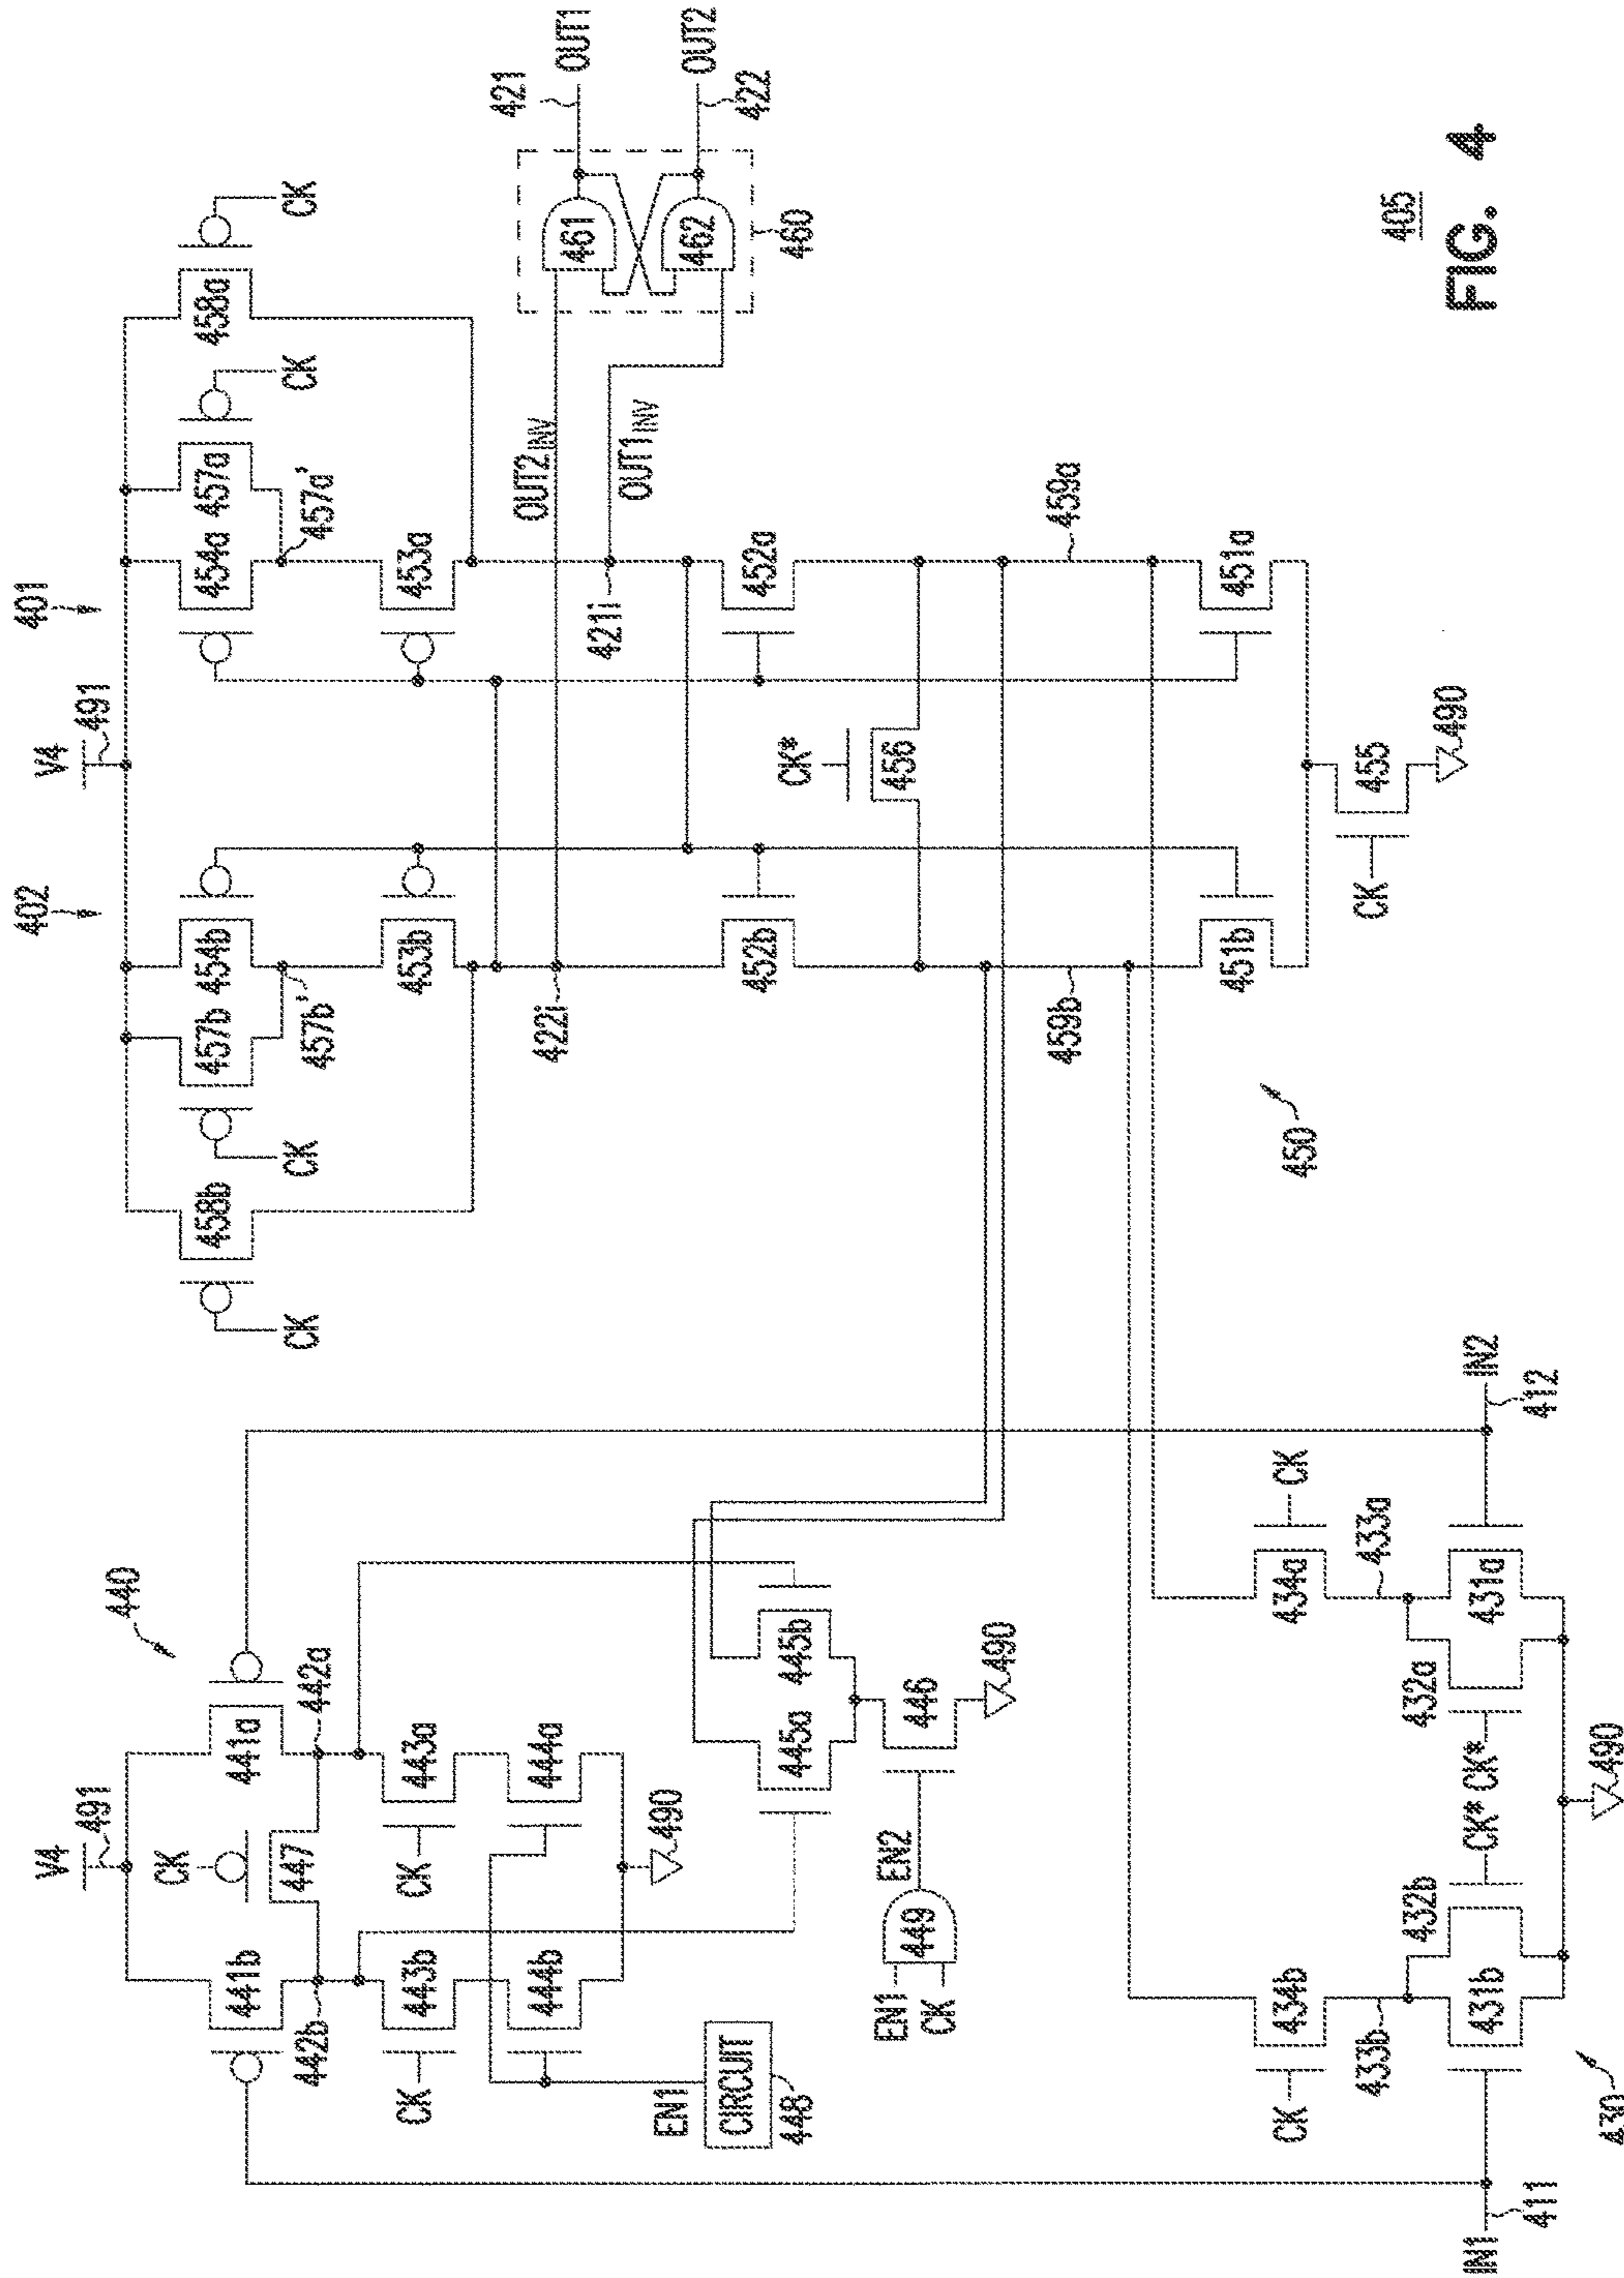 V4
491
440
441b
CK
447
441a
442b
442a
443b
CK
443a
CK
444b
444a
490
EN1
CIRCUIT
448
445a
445b
EN1
CK
449
EN2
446
490
CK
434b
433b
434a
CK
433a
IN1
411
431b
432b
CK*
CK*
432a
431a
IN2
412
490
430
402
V4
491
401
458b
CK
457b
CK
454b
457b'
453b
454a
457a
CK
457a'
458a
CK
453a
422i
OUT2INV
421i
OUT1INV
452b
CK*
456
452a
459b
459a
451b
451a
CK
455
490
450
461
462
460
421
OUT1
OUT2
422
405
FIG. 4